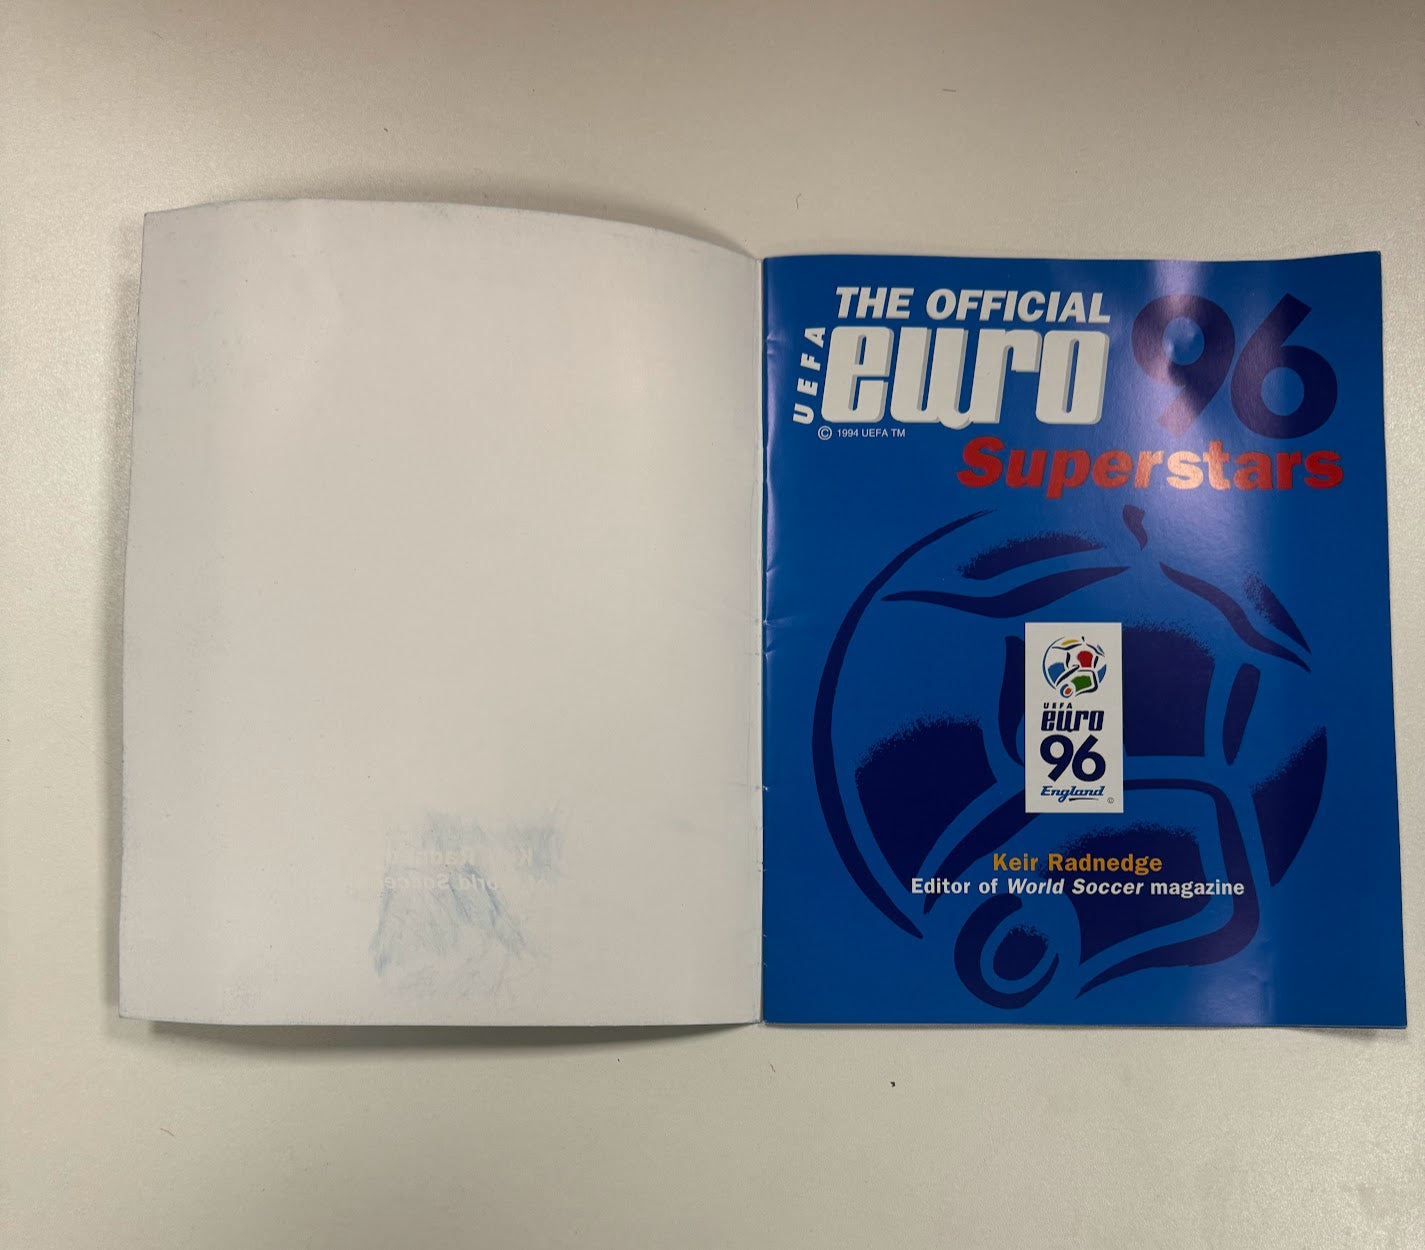 THE OFFICIAL
UEFA euro 96
© 1994 UEFA TM
Superstars
UEFA
euro
96
England
©
Keir Radnedge
Editor of World Soccer magazine